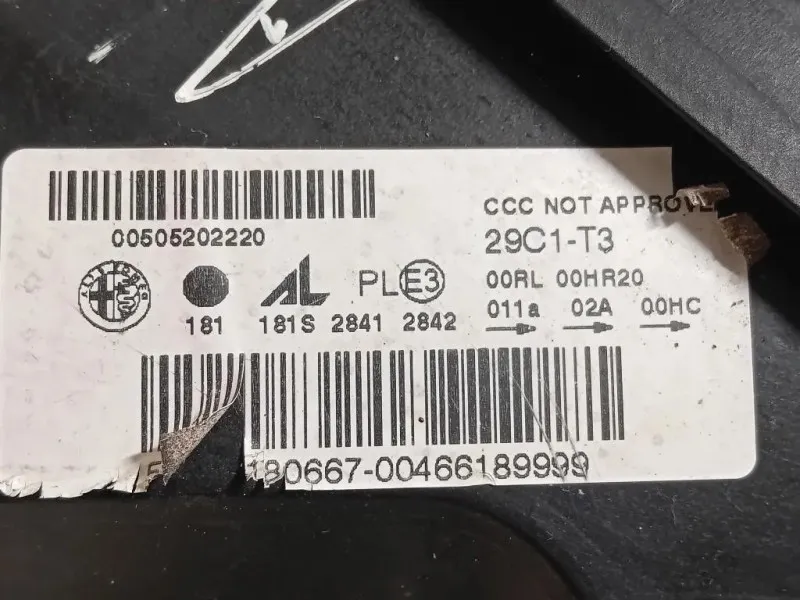 CCC NOT APPROVE
00505202220
29C1-T3
PL E3
00RL 00HR20
181 181S 2841 2842
011a 02A 00HC
180667-00466189999